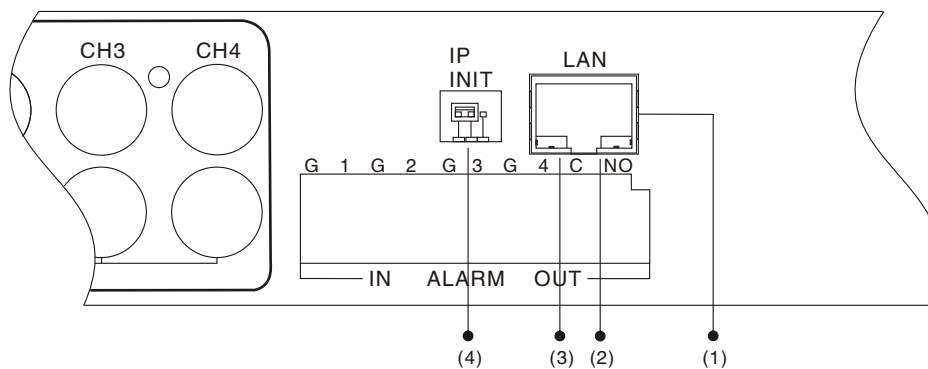 CH3 CH4
IP
INIT
LAN
G 1 G 2 G 3 G 4 C NO
IN ALARM OUT
(4) (3) (2) (1)